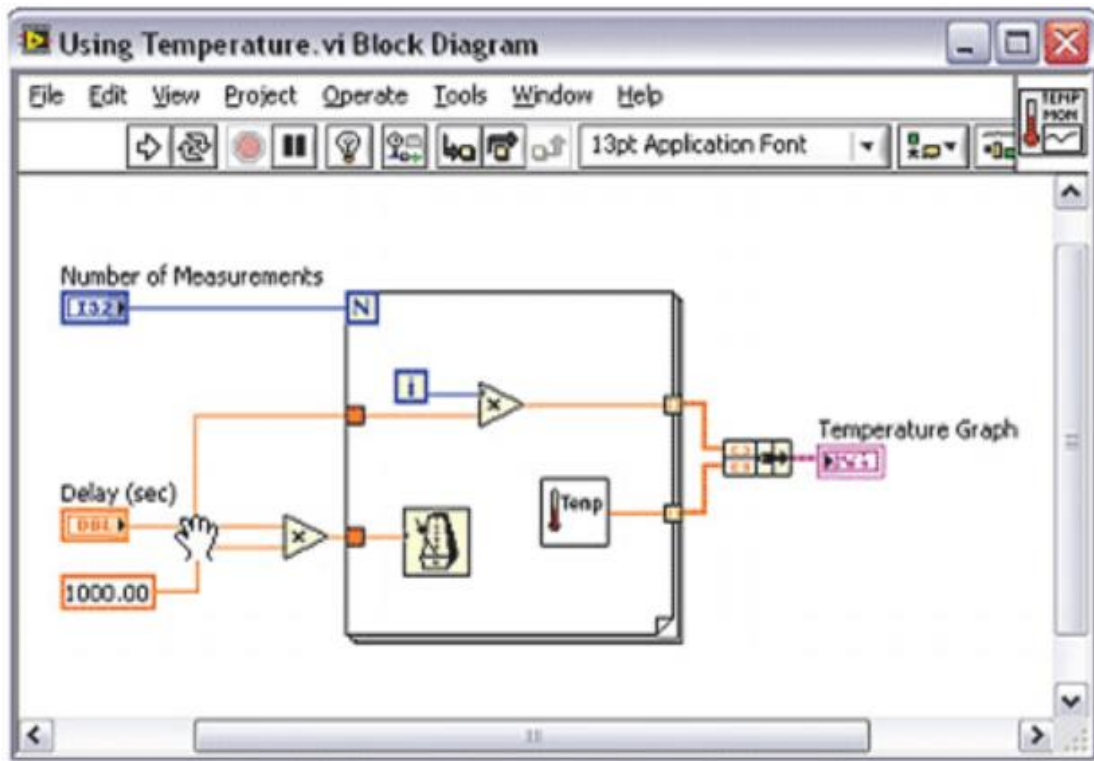 Using Temperature.vi Block Diagram
File Edit View Project Operate Tools Window Help
TEMP
MON
13pt Application Font
Number of Measurements
I32
N
i
x
Temperature Graph
Delay (sec)
DBL
x
Temp
1000.00